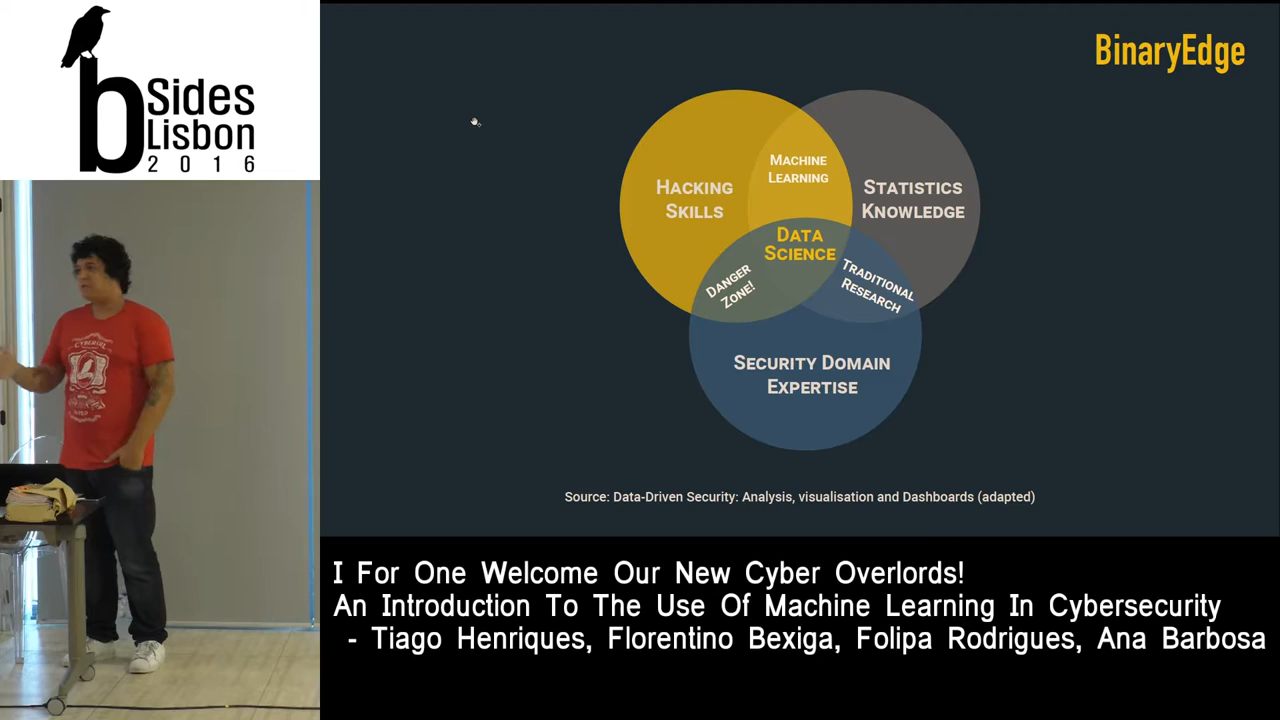 b Sides
Lisbon
2016
BinaryEdge
MACHINE
LEARNING
HACKING
SKILLS
STATISTICS
KNOWLEDGE
DATA
SCIENCE
DANGER
ZONE!
TRADITIONAL
RESEARCH
SECURITY DOMAIN
EXPERTISE
Source: Data-Driven Security: Analysis, visualisation and Dashboards (adapted)
I For One Welcome Our New Cyber Overlords!
An Introduction To The Use Of Machine Learning In Cybersecurity
- Tiago Henriques, Florentino Bexiga, Folipa Rodrigues, Ana Barbosa